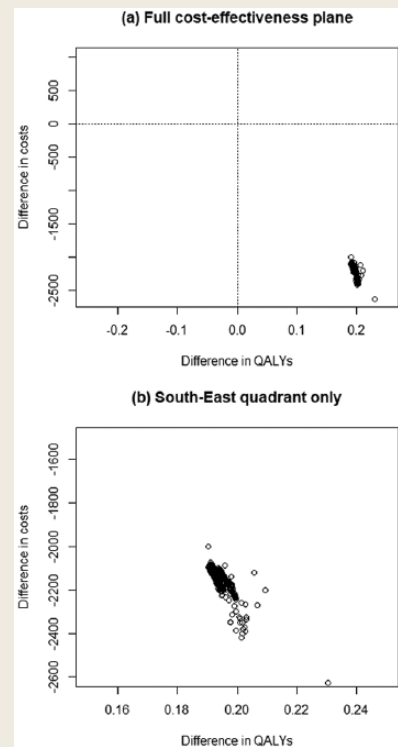 (a) Full cost-effectiveness plane
Difference in costs
500
0
-500
-1500
-2500
-0.2 -0.1 0.0 0.1 0.2
Difference in QALYs
(b) South-East quadrant only
Difference in costs
-1600
-1800
-2000
-2200
-2400
-2600
0.16 0.18 0.20 0.22 0.24
Difference in QALYs